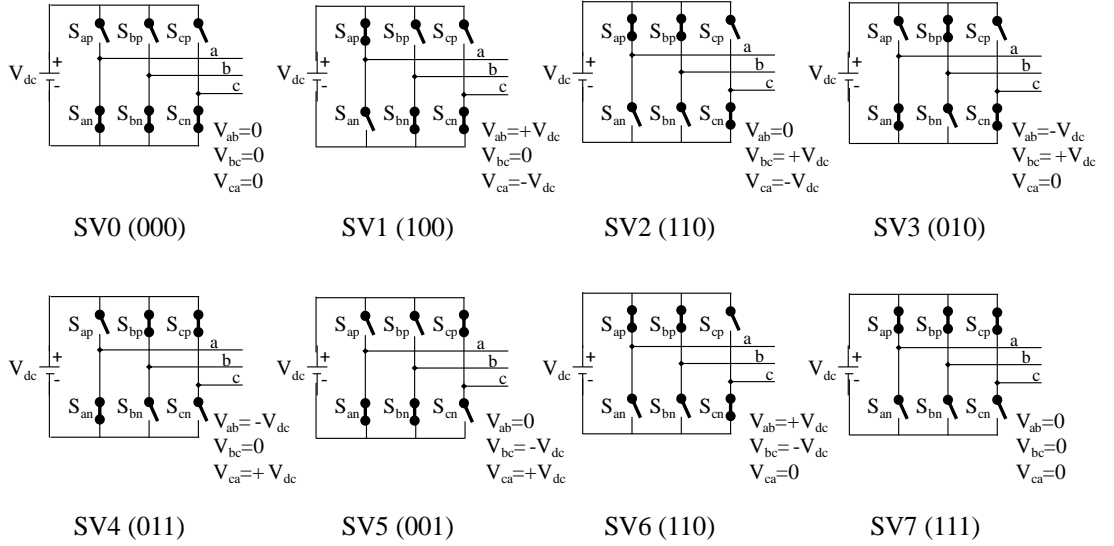 S_ap S_bp S_cp
a
V_dc + -
b
c
S_an S_bn S_cn
V_ab=0
V_bc=0
V_ca=0
SV0 (000)
S_ap S_bp S_cp
a
V_dc + -
b
c
S_an S_bn S_cn
V_ab=+V_dc
V_bc=0
V_ca=-V_dc
SV1 (100)
S_ap S_bp S_cp
a
V_dc + -
b
c
S_an S_bn S_cn
V_ab=0
V_bc=+V_dc
V_ca=-V_dc
SV2 (110)
S_ap S_bp S_cp
a
V_dc + -
b
c
S_an S_bn S_cn
V_ab=-V_dc
V_bc=+V_dc
V_ca=0
SV3 (010)
S_ap S_bp S_cp
a
V_dc + -
b
c
S_an S_bn S_cn
V_ab= -V_dc
V_bc=0
V_ca=+ V_dc
SV4 (011)
S_ap S_bp S_cp
a
V_dc + -
b
c
S_an S_bn S_cn
V_ab=0
V_bc=-V_dc
V_ca=+V_dc
SV5 (001)
S_ap S_bp S_cp
a
V_dc + -
b
c
S_an S_bn S_cn
V_ab=+V_dc
V_bc=-V_dc
V_ca=0
SV6 (110)
S_ap S_bp S_cp
a
V_dc + -
b
c
S_an S_bn S_cn
V_ab=0
V_bc=0
V_ca=0
SV7 (111)